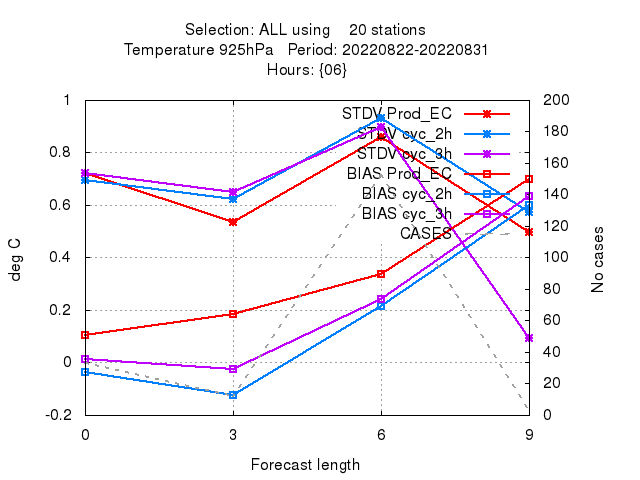 Selection: ALL using 20 stations
Temperature 925hPa Period: 20220822-20220831
Hours: {06}
1
0.8
0.6
0.4
0.2
0
-0.2
deg C
200
180
160
140
120
100
80
60
40
20
0
No cases
STDV Prod_EC
STDV cyc_2h
STDV cyc_3h
BIAS Prod_EC
BIAS cyc_2h
BIAS cyc_3h
CASES
0 3 6 9
Forecast length